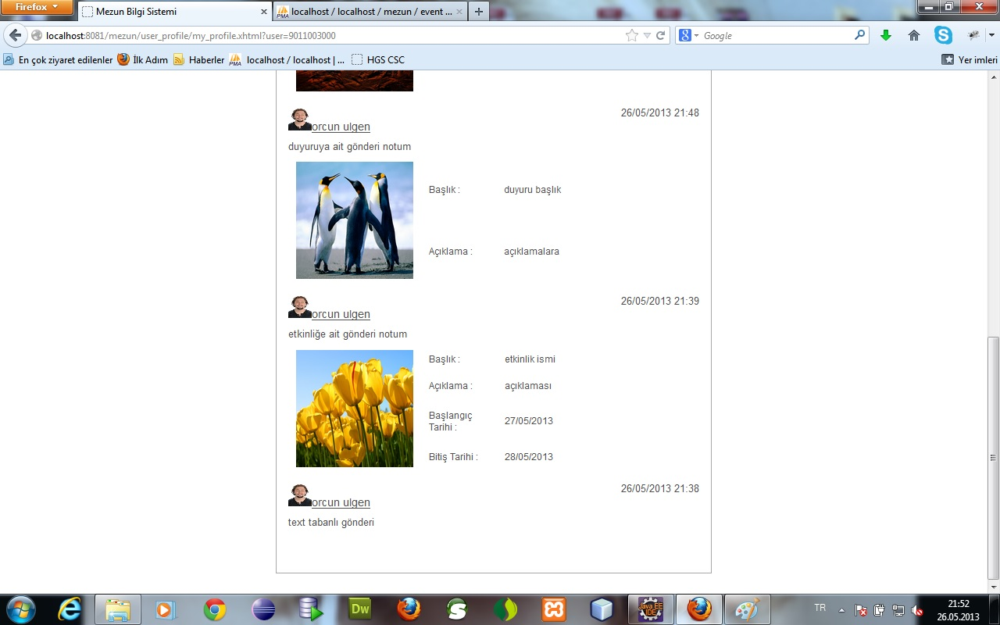 Firefox
Mezun Bilgi Sistemi
localhost / localhost / mezun / event ...
localhost:8081/mezun/user_profile/my_profile.xhtml?user=9011003000
Google
En çok ziyaret edilenler
İlk Adım
Haberler
localhost / localhost | ...
HGS CSC
Yer imleri
orcun ulgen
26/05/2013 21:48
duyuruya ait gönderi notum
Başlık :
duyuru başlık
Açıklama :
açıklamalara
orcun ulgen
26/05/2013 21:39
etkinliğe ait gönderi notum
Başlık :
etkinlik ismi
Açıklama :
açıklaması
Başlangıç
Tarihi :
27/05/2013
Bitiş Tarihi :
28/05/2013
orcun ulgen
26/05/2013 21:38
text tabanlı gönderi
Dw
Java EE
IDE
TR
21:52
26.05.2013